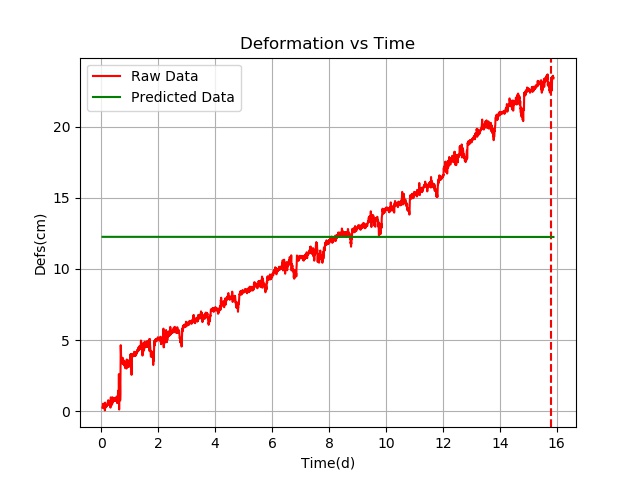 Deformation vs Time
Raw Data
Predicted Data
Defs(cm)
20
15
10
5
0
0 2 4 6 8 10 12 14 16
Time(d)